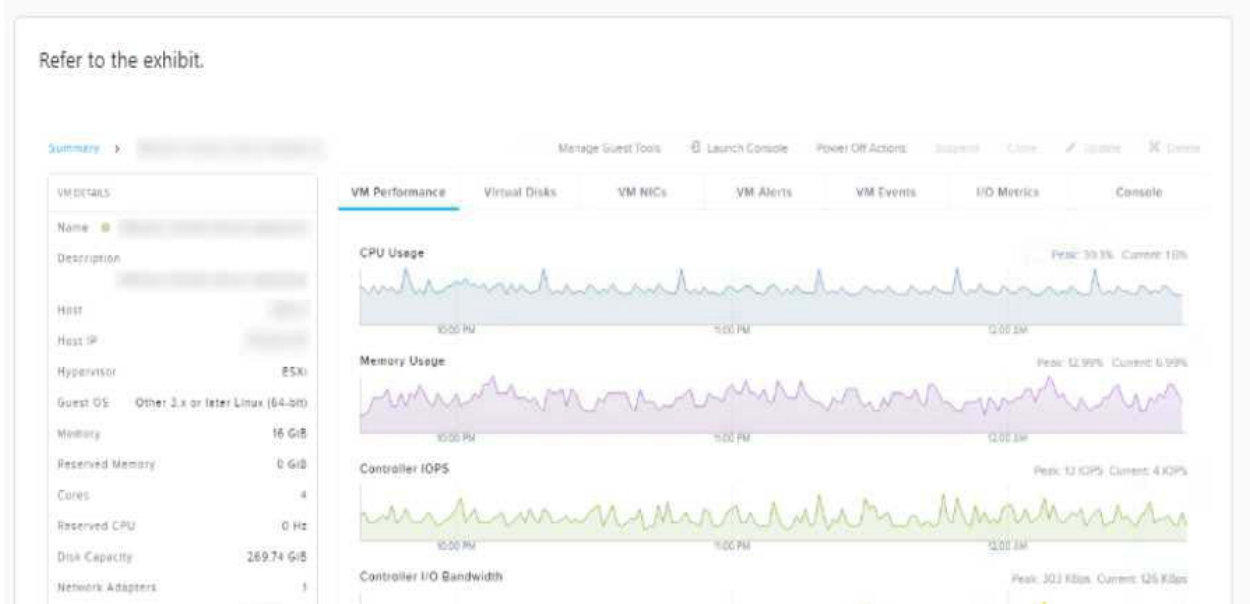 Refer to the exhibit.
Summary >
Manage Guest Tools Launch Console Power Off Actions Suspend Clone Update Delete
VM DETAILS
Name
Description
Host
Host IP
Hypervisor ESXi
Guest OS Other 2.x or later Linux (64-bit)
Memory 16 GiB
Reserved Memory 0 GiB
Cores 4
Reserved CPU 0 Hz
Disk Capacity 269.74 GiB
Network Adapters 1
VM Performance Virtual Disks VM NICs VM Alerts VM Events I/O Metrics Console
CPU Usage
Peak: Current:
10:00 PM 11:00 PM 12:00 AM
Memory Usage
Peak: 12.99% Current: 6.99%
10:00 PM 11:00 PM 12:00 AM
Controller IOPS
Peak: 13 IOPS Current: 4 IOPS
10:00 PM 11:00 PM 12:00 AM
Controller I/O Bandwidth
Peak: 303 KBps Current: 126 KBps